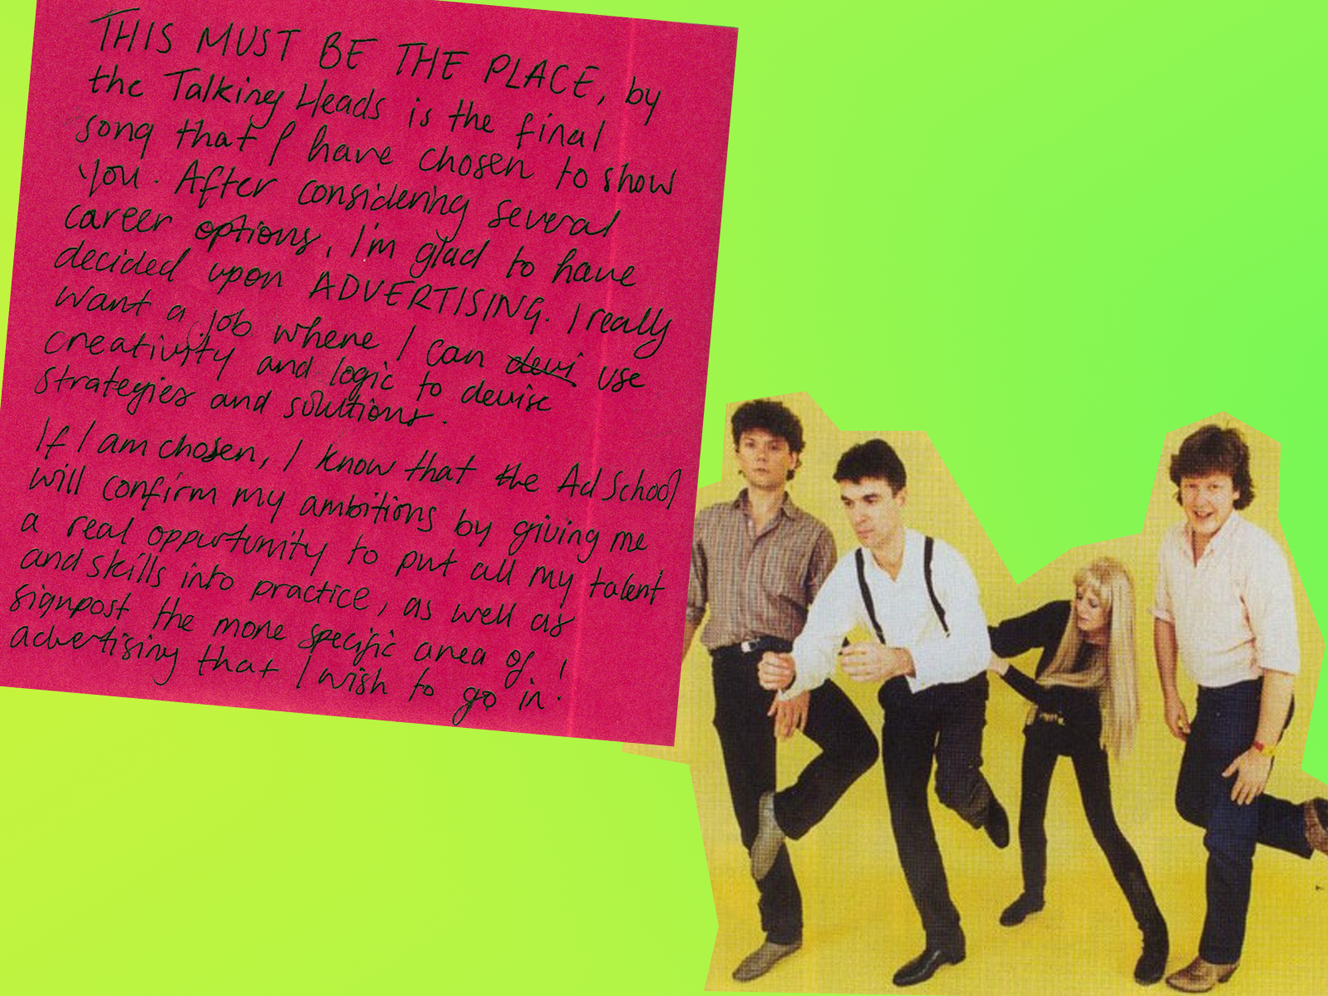 THIS MUST BE THE PLACE, by
the Talking Heads is the final
song that I have chosen to show
you. After considering several
career options, I'm glad to have
decided upon ADVERTISING. I really
want a job where I can devi use
creativity and logic to devise
strategies and solutions.
If I am chosen, I know that the Ad School
will confirm my ambitions by giving me
a real oppurtunity to put all my talent
and skills into practice, as well as
signpost the more specific area of
advertising that I wish to go in!